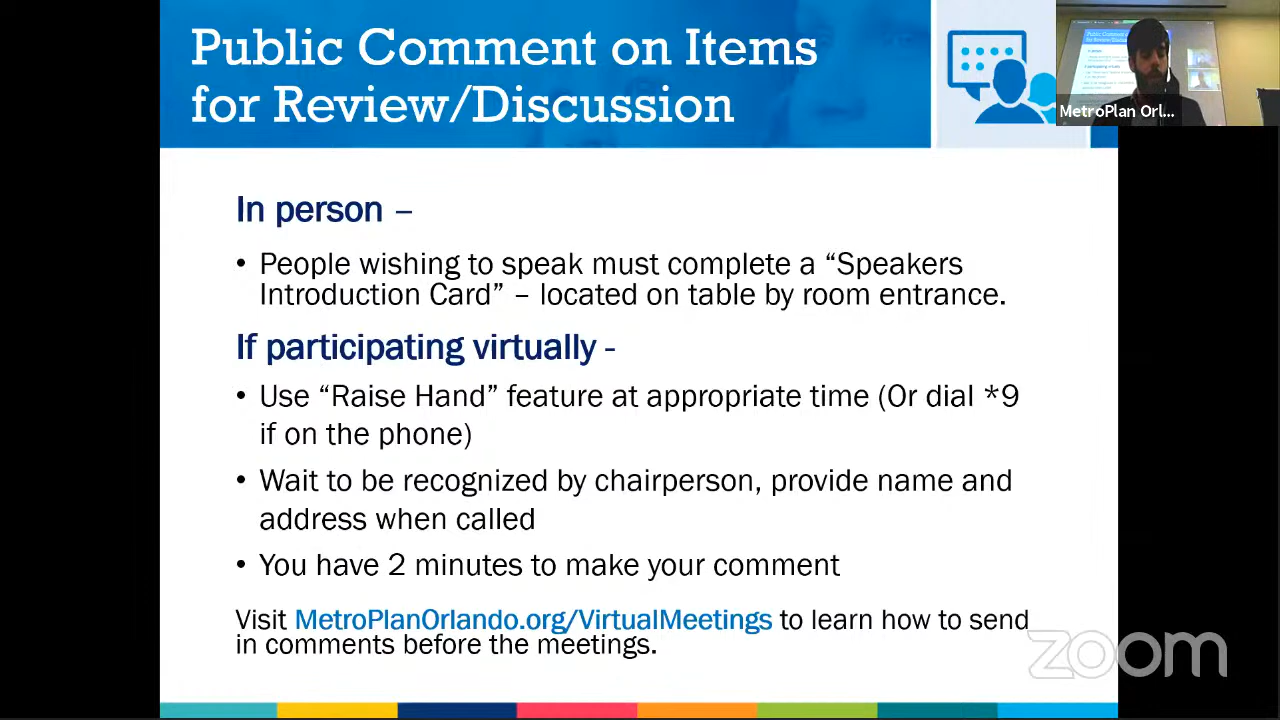 Public Comment on Items
for Review/Discussion
MetroPlan Orl...
In person –
• People wishing to speak must complete a “Speakers
Introduction Card” – located on table by room entrance.
If participating virtually -
• Use “Raise Hand” feature at appropriate time (Or dial *9
if on the phone)
• Wait to be recognized by chairperson, provide name and
address when called
• You have 2 minutes to make your comment
Visit MetroPlanOrlando.org/VirtualMeetings to learn how to send
in comments before the meetings.
zoom